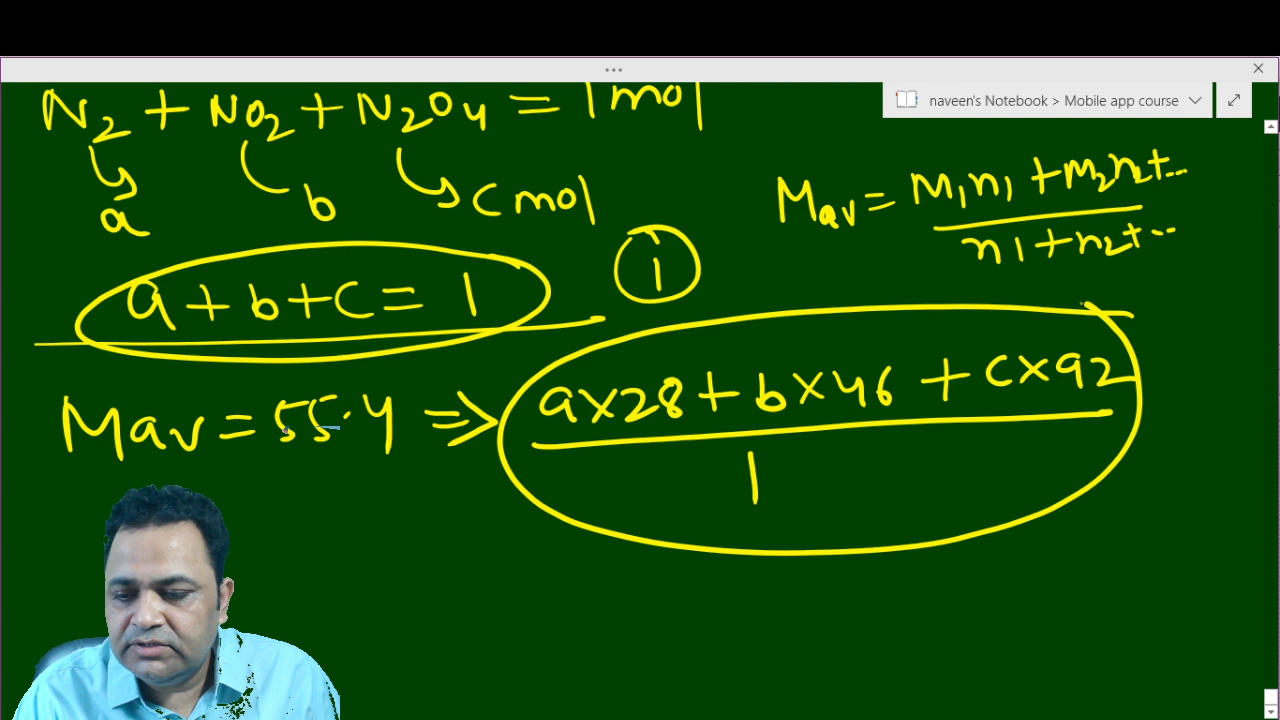 naveen's Notebook > Mobile app course
N₂ + NO₂ + N₂O₄ = 1 mol
a b c mol
Mav = M₁n₁ + M₂n₂ + ...
n₁ + n₂ + ...
a + b + c = 1
1
Mav = 55.4 ⇒ a×28 + b×46 + c×92
1